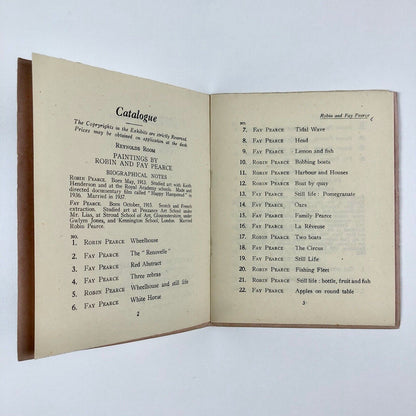 Catalogue
The Copyrights in the Exhibits are strictly Reserved.
Prices may be obtained on application at the desk
REYNOLDS ROOM
PAINTINGS BY
ROBIN AND FAY PEARCE
BIOGRAPHICAL NOTES
ROBIN PEARCE. Born May, 1913. Studied art with Keith
Henderson and at the Royal Academy schools. Made and
directed documentary film called "Street Hampstead" in
1936. Married in 1937.
FAY PEARCE. Born October, 1915. Scotch and French
extraction. Studied art at Penzance Art School under
Mr. Lias, at Stroud School of Art, Gloucestershire, under
Gwilym Jones, and Kennington School, London. Married
Robin Pearce.
NO.
1. ROBIN PEARCE Wheelhouse
2. FAY PEARCE The "Renovelle"
3. FAY PEARCE Red Abstract
4. FAY PEARCE Three zebras
5. ROBIN PEARCE Wheelhouse and still life
6. FAY PEARCE White Horse
2
Robin and Fay Pearce
NO.
7. FAY PEARCE Tidal Wave
8. FAY PEARCE Head
9. FAY PEARCE Lemon and fish
10. ROBIN PEARCE Bobbing boats
11. ROBIN PEARCE Harbour and Houses
12. ROBIN PEARCE Boat by quay
13. FAY PEARCE Still life : Pomegranate
14. FAY PEARCE Oars
15. FAY PEARCE Family Pearce
16. FAY PEARCE La Rêveuse
17. ROBIN PEARCE Two boats
18. FAY PEARCE The Circus
19. FAY PEARCE Still Life
20. ROBIN PEARCE Fishing Fleet
21. ROBIN PEARCE Still life : bottle, fruit and fish
22. FAY PEARCE Apples on round table
3